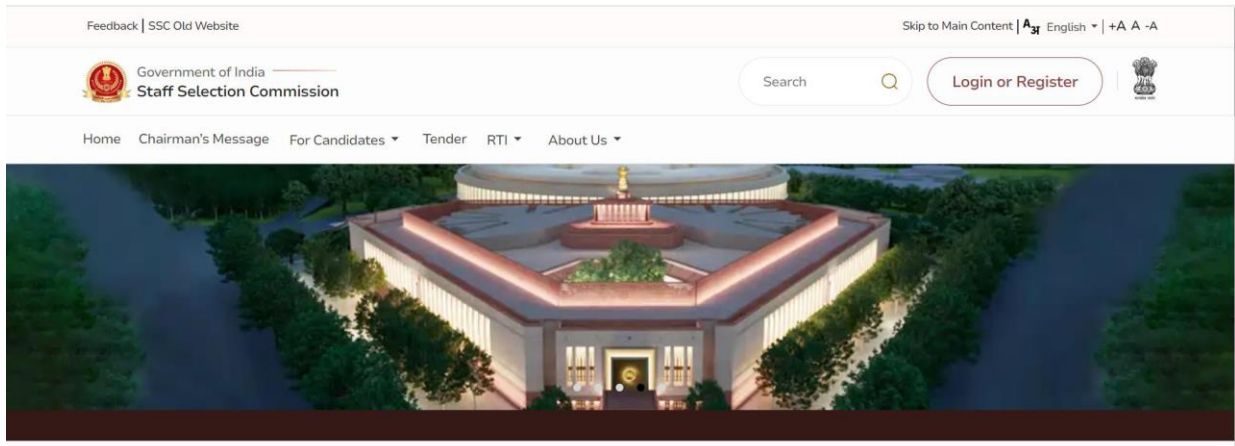 Feedback | SSC Old Website
Skip to Main Content | Aअ English | +A A -A
Government of India
Staff Selection Commission
Search
Login or Register
Home Chairman's Message For Candidates Tender RTI About Us